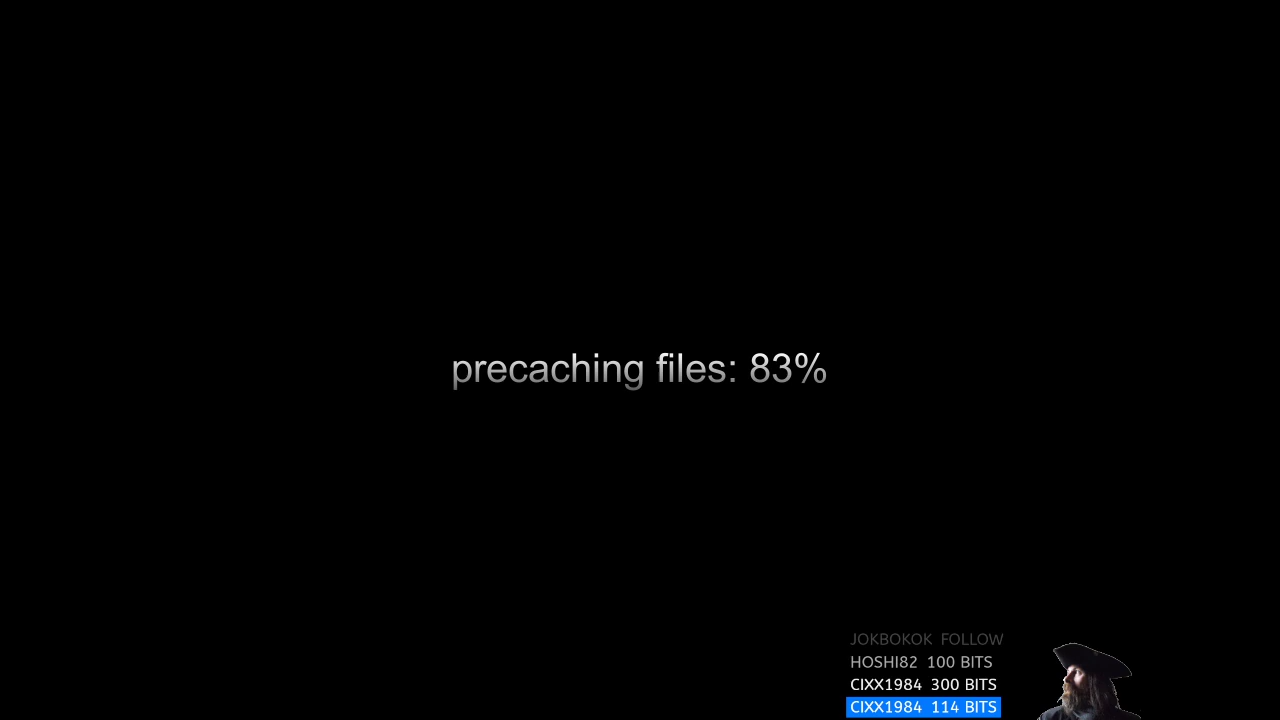 precaching files: 83%
JOKBOKOK FOLLOW
HOSHI82 100 BITS
CIXX1984 300 BITS
CIXX1984 114 BITS